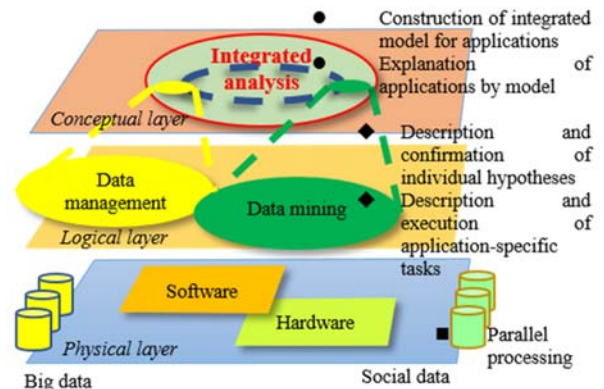 Construction of integrated
model for applications
Explanation of
applications by model
Integrated
analysis
Conceptual layer
Description and
confirmation of
individual hypotheses
Description and
execution of
application-specific
tasks
Data
management
Data mining
Logical layer
Software
Hardware
Physical layer
Parallel
processing
Big data
Social data